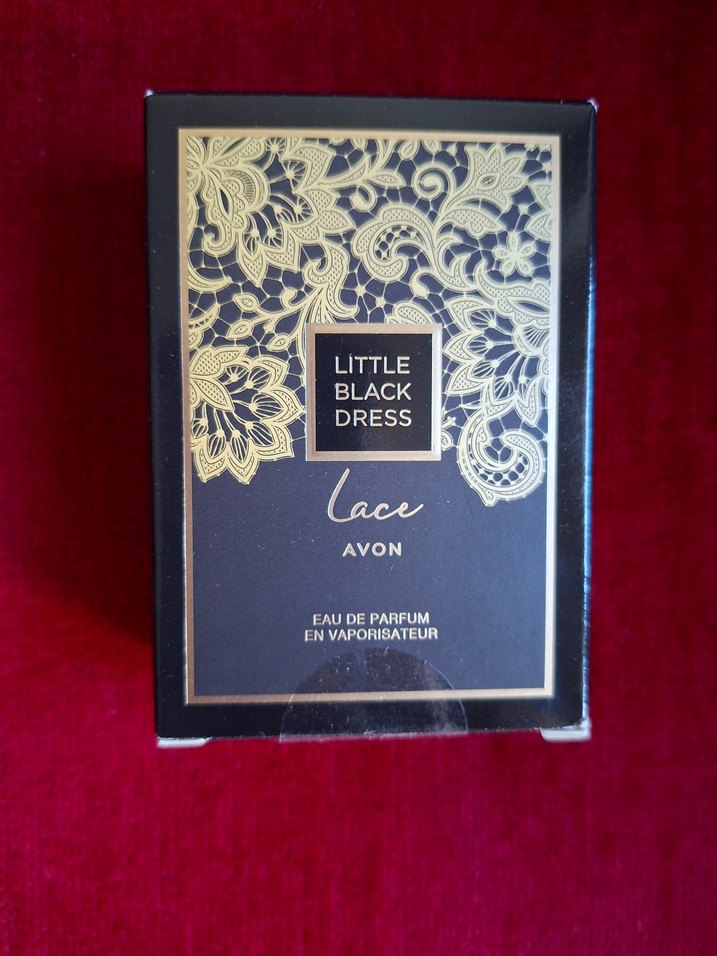 LITTLE
BLACK
DRESS
Lace
AVON
EAU DE PARFUM
EN VAPORISATEUR